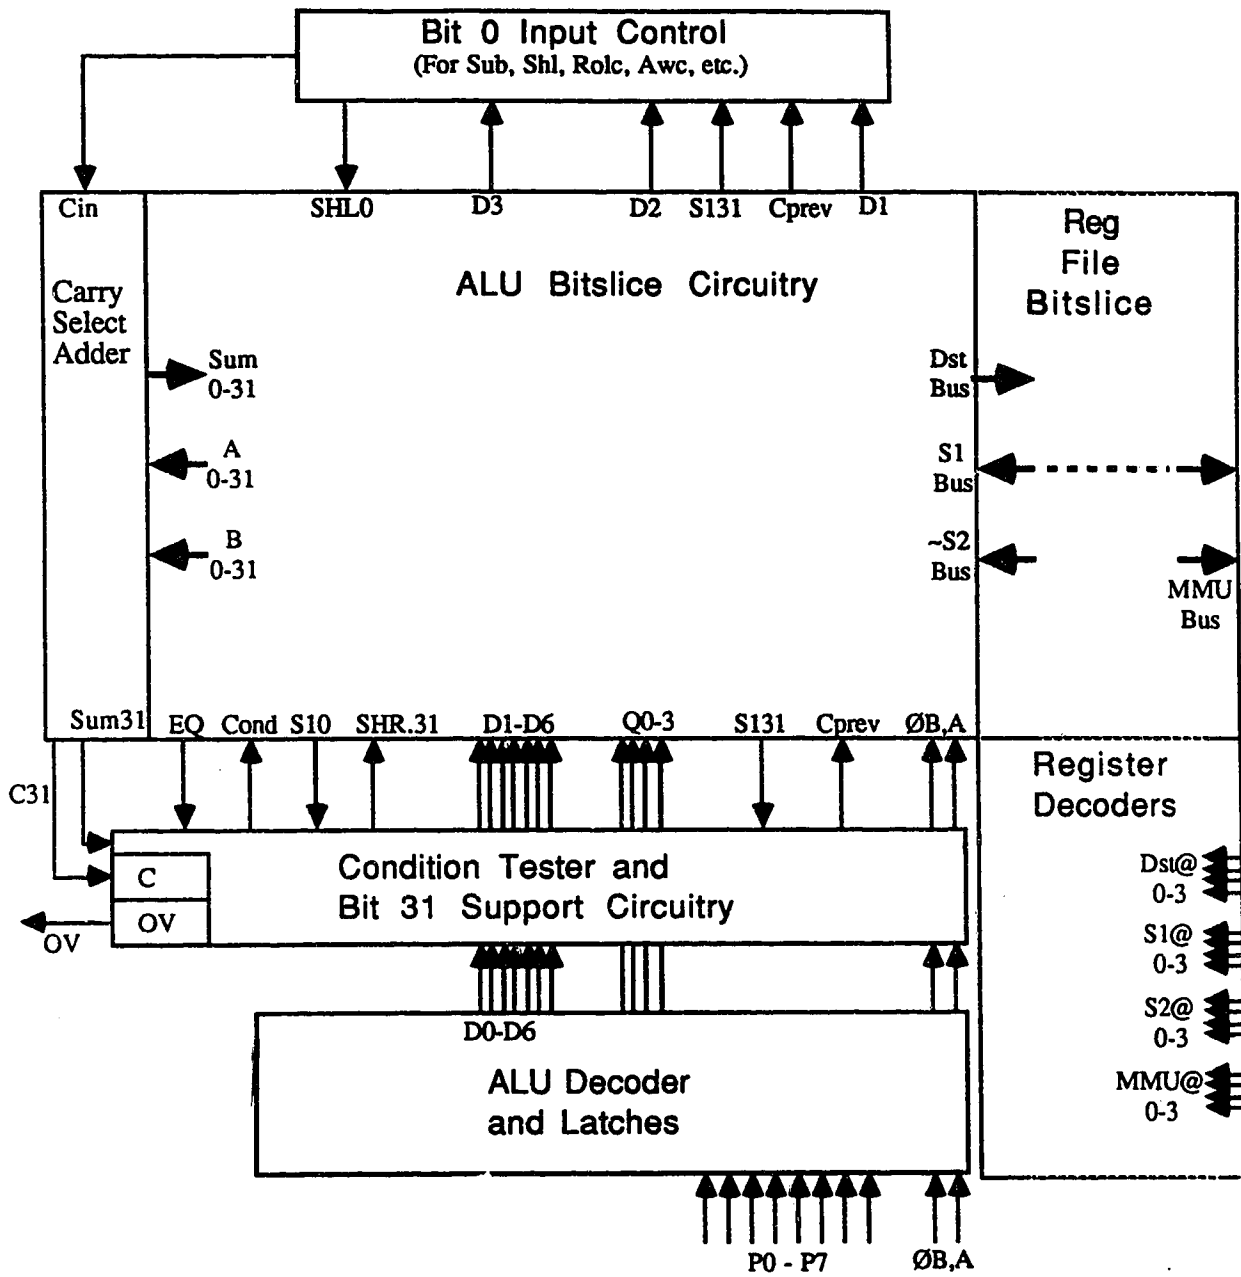 Bit 0 Input Control
(For Sub, Shl, Rolc, Awc, etc.)
Cin
SHL0
D3
D2
S131
Cprev
D1
Reg
File
Bitslice
ALU Bitslice Circuitry
Carry
Select
Adder
Sum
0-31
A
0-31
B
0-31
Dst
Bus
S1
Bus
~S2
Bus
MMU
Bus
Sum31
EQ
Cond
S10
SHR.31
D1-D6
Q0-3
S131
Cprev
ØB,A
C31
Register
Decoders
Condition Tester and
Bit 31 Support Circuitry
C
OV
OV
Dst@
0-3
S1@
0-3
S2@
0-3
MMU@
0-3
D0-D6
ALU Decoder
and Latches
P0 - P7
ØB,A